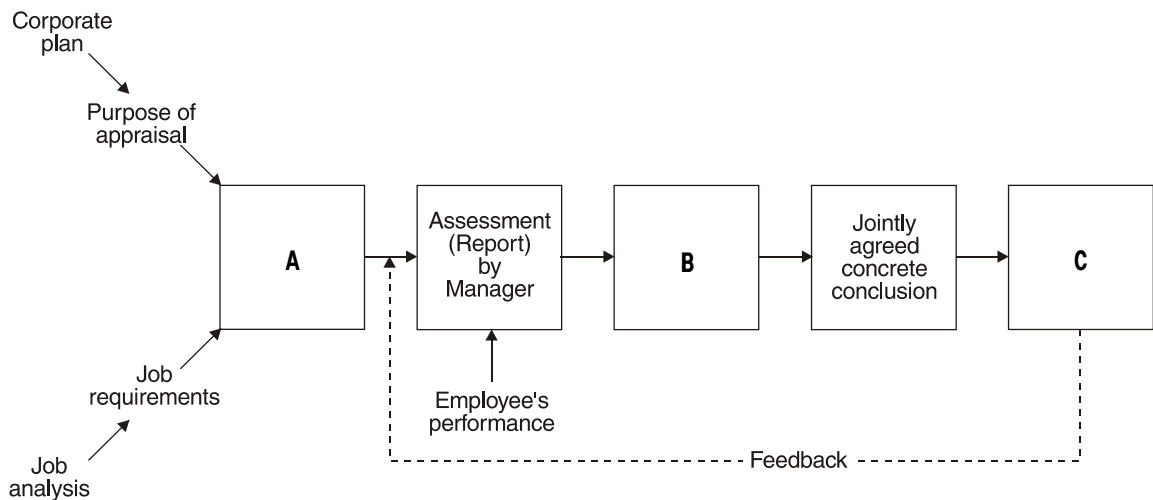 Corporate
plan
Purpose of
appraisal
A
Assessment
(Report)
by
Manager
B
Jointly
agreed
concrete
conclusion
C
Job
requirements
Employee's
performance
Feedback
Job
analysis